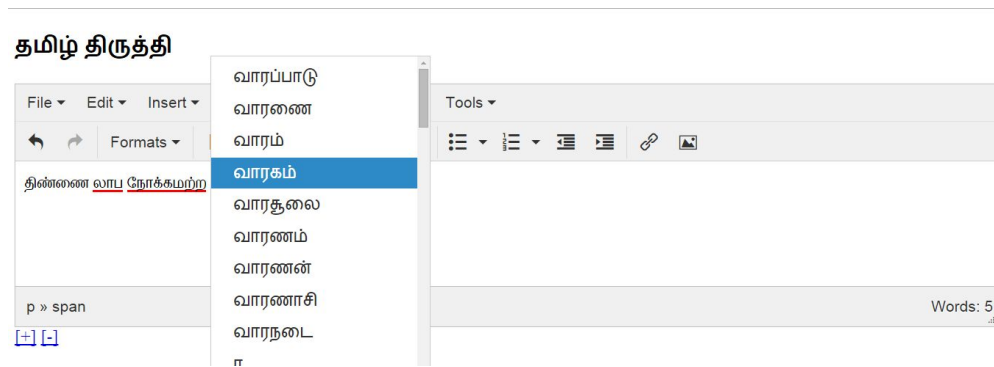 தமிழ் திருத்தி
File Edit Insert Tools
Formats
திண்ணை லாப நோக்கமற்ற
வாரப்பாடு
வாரணை
வாரம்
வாரகம்
வாரசூலை
வாரணம்
வாரணன்
வாரணாசி
வாரநடை
p » span Words: 5
[+] [-]